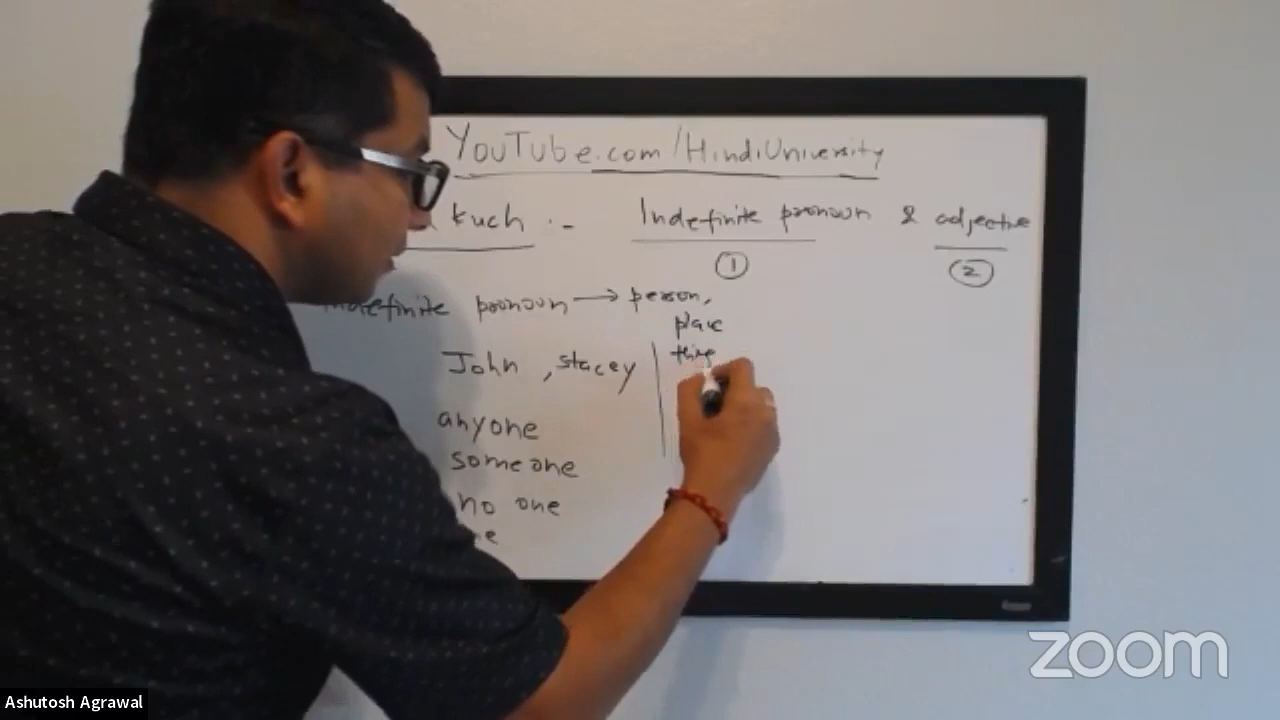 YouTube.com/HindiUniversity
kuch :- Indefinite pronoun & adjective
1 2
Indefinite pronoun → person,
place
thing
John , stacey
anyone
someone
no one
zoom
Ashutosh Agrawal